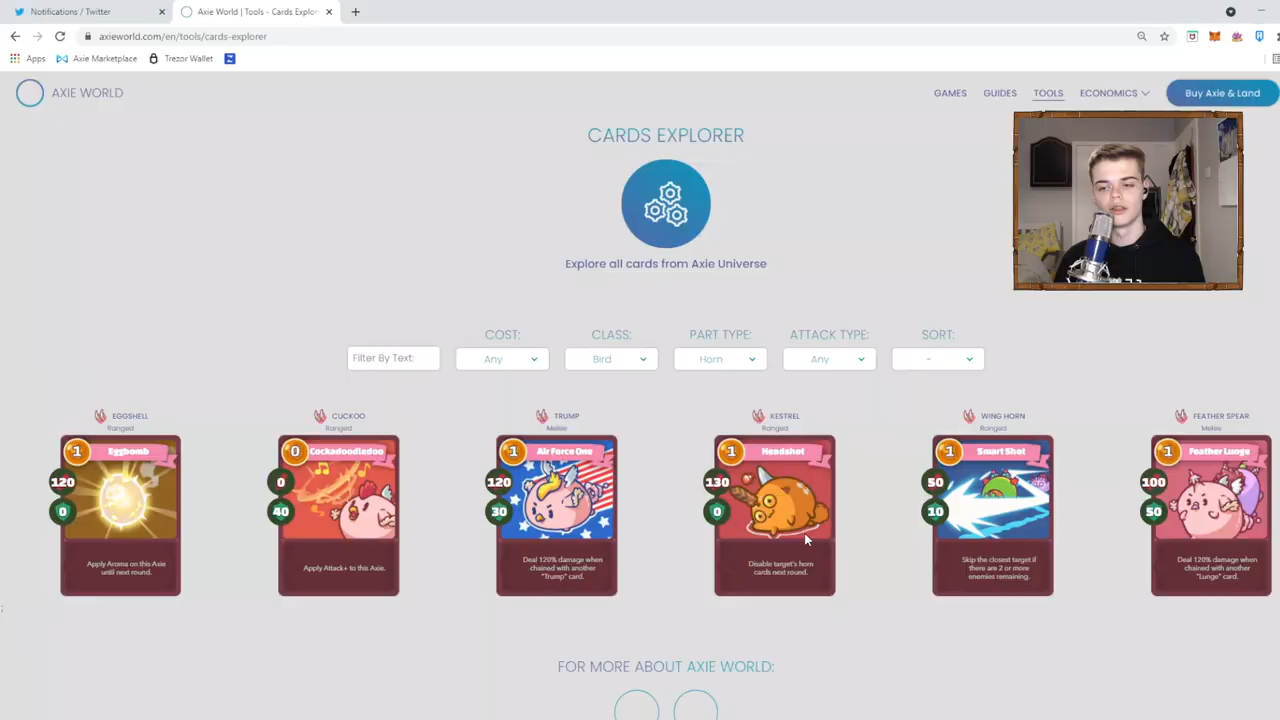 Notifications / Twitter
Axie World | Tools - Cards Explor
axieworld.com/en/tools/cards-explorer
Apps
Axie Marketplace
Trezor Wallet
AXIE WORLD
GAMES
GUIDES
TOOLS
ECONOMICS
Buy Axie & Land
CARDS EXPLORER
Explore all cards from Axie Universe
COST:
CLASS:
PART TYPE:
ATTACK TYPE:
SORT:
Filter By Text:
Any
Bird
Horn
Any
-
EGGSHELL
Ranged
1
Eggbomb
120
0
Apply Aroma on this Axie
until next round.
CUCKOO
Ranged
0
Cockadoodledoo
0
40
Apply Attack+ to this Axie.
TRUMP
Melee
1
Air Force One
120
30
Deal 120% damage when
chained with another
"Trump" card.
KESTREL
Ranged
1
Headshot
130
0
Disable target's horn
cards next round.
WING HORN
Ranged
1
Smart Shot
50
10
Skip the closest target if
there are 2 or more
enemies remaining.
FEATHER SPEAR
Melee
1
Feather Lunge
100
50
Deal 120% damage when
chained with another
"Lunge" card.
;
FOR MORE ABOUT AXIE WORLD: